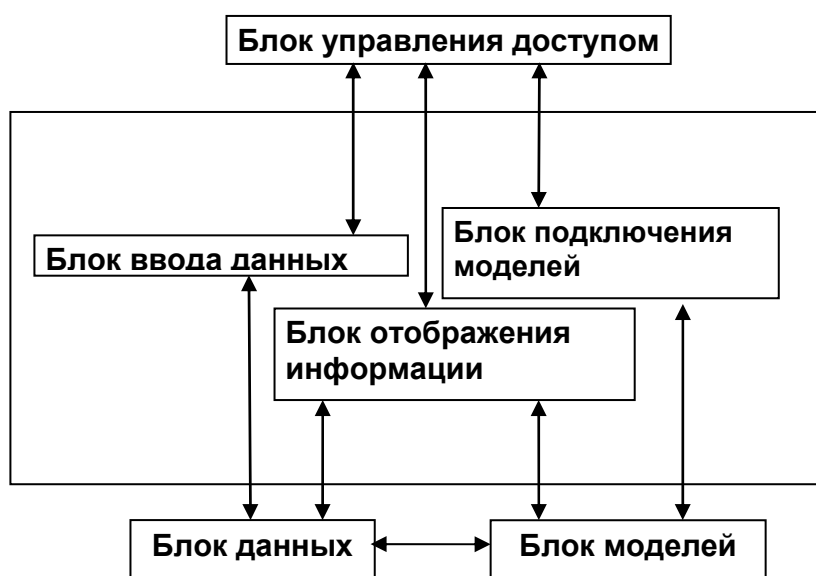 Блок управления доступом
Блок подключения
моделей
Блок ввода данных
Блок отображения
информации
Блок данных
Блок моделей